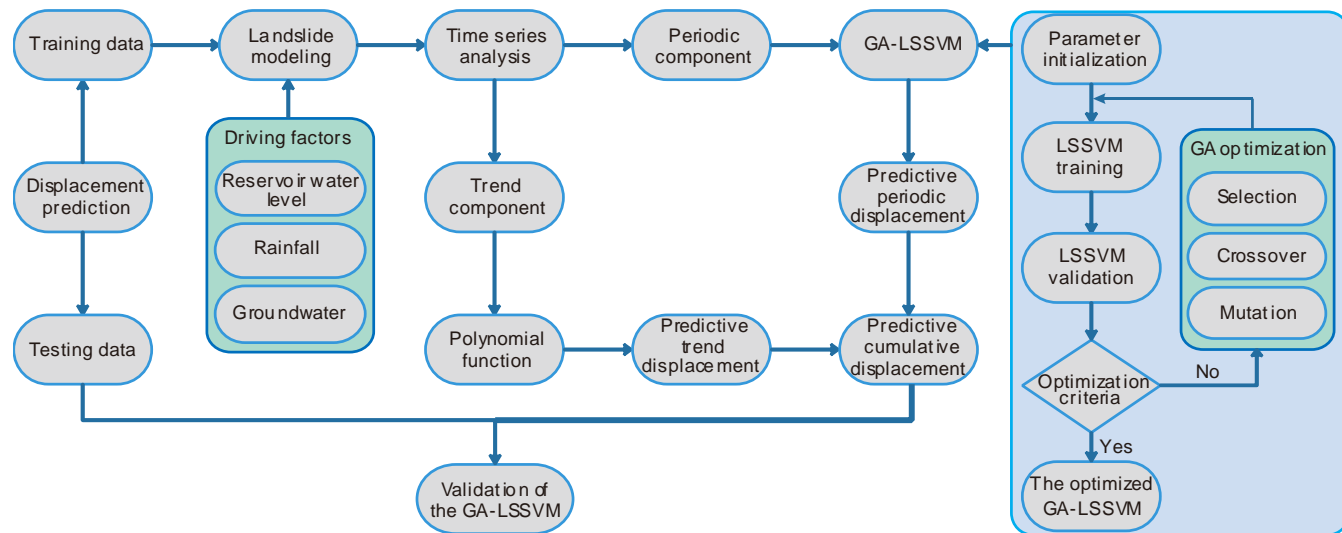 Training data
Landslide
modeling
Time series
analysis
Periodic
component
GA-LSSVM
Parameter
initialization
Driving factors
Reservoir water
level
Rainfall
Groundwater
Displacement
prediction
Trend
component
Predictive
periodic
displacement
LSSVM
training
GA optimization
Selection
Crossover
Mutation
LSSVM
validation
Testing data
Polynomial
function
Predictive
trend
displacement
Predictive
cumulative
displacement
Optimization
criteria
No
Yes
Validation of
the GA-LSSVM
The optimized
GA-LSSVM